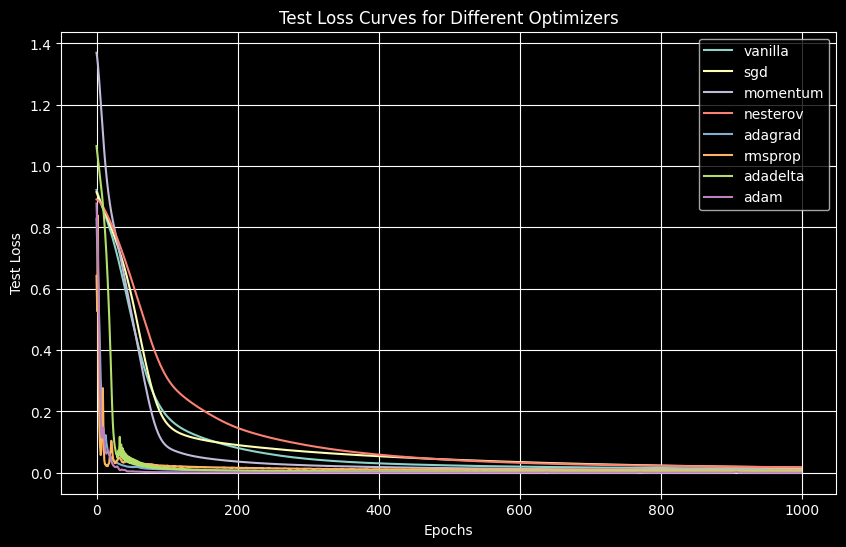 Test Loss Curves for Different Optimizers
1.4
1.2
1.0
0.8
0.6
0.4
0.2
0.0
Test Loss
0 200 400 600 800 1000
Epochs
vanilla
sgd
momentum
nesterov
adagrad
rmsprop
adadelta
adam